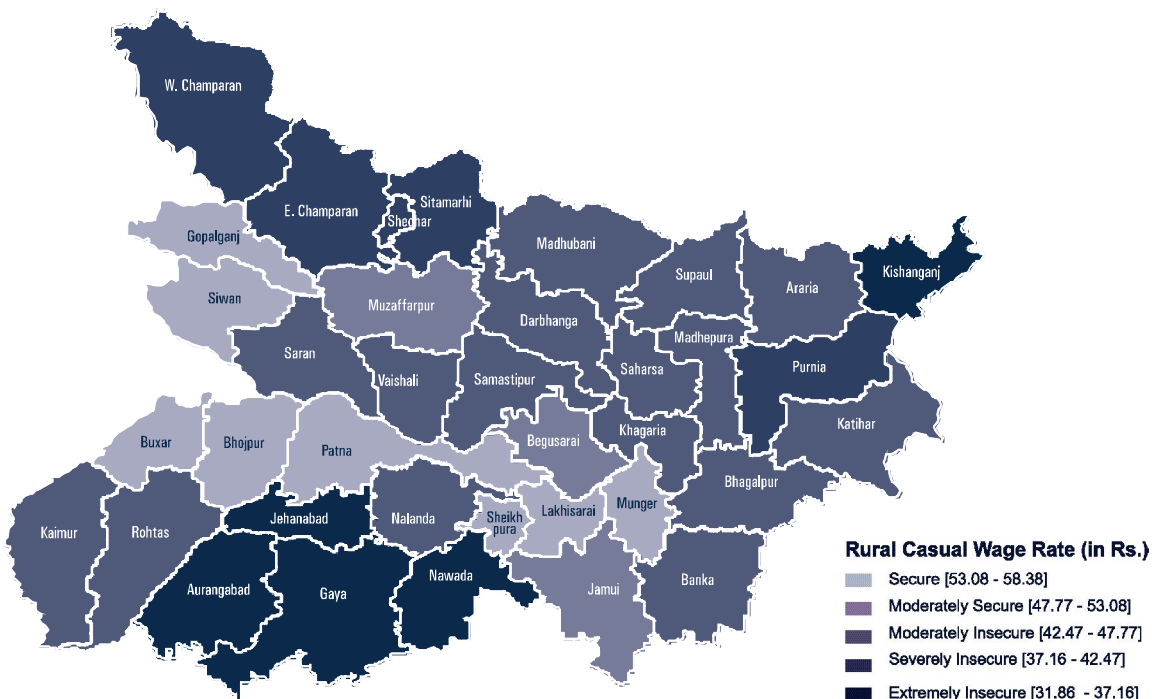 W. Champaran
E. Champaran
Sitamarhi
Sheohar
Gopalganj
Madhubani
Kishanganj
Supaul
Araria
Siwan
Muzaffarpur
Darbhanga
Madhepura
Saran
Purnia
Saharsa
Vaishali
Samastipur
Katihar
Khagaria
Buxar
Bhojpur
Patna
Begusarai
Bhagalpur
Munger
Lakhisarai
Jehanabad
Nalanda
Sheikh
pura
Kaimur
Rohtas
Nawada
Banka
Aurangabad
Gaya
Jamui
Rural Casual Wage Rate (in Rs.)
Secure [53.08 - 58.38]
Moderately Secure [47.77 - 53.08]
Moderately Insecure [42.47 - 47.77]
Severely Insecure [37.16 - 42.47]
Extremely Insecure [31.86 - 37.16]